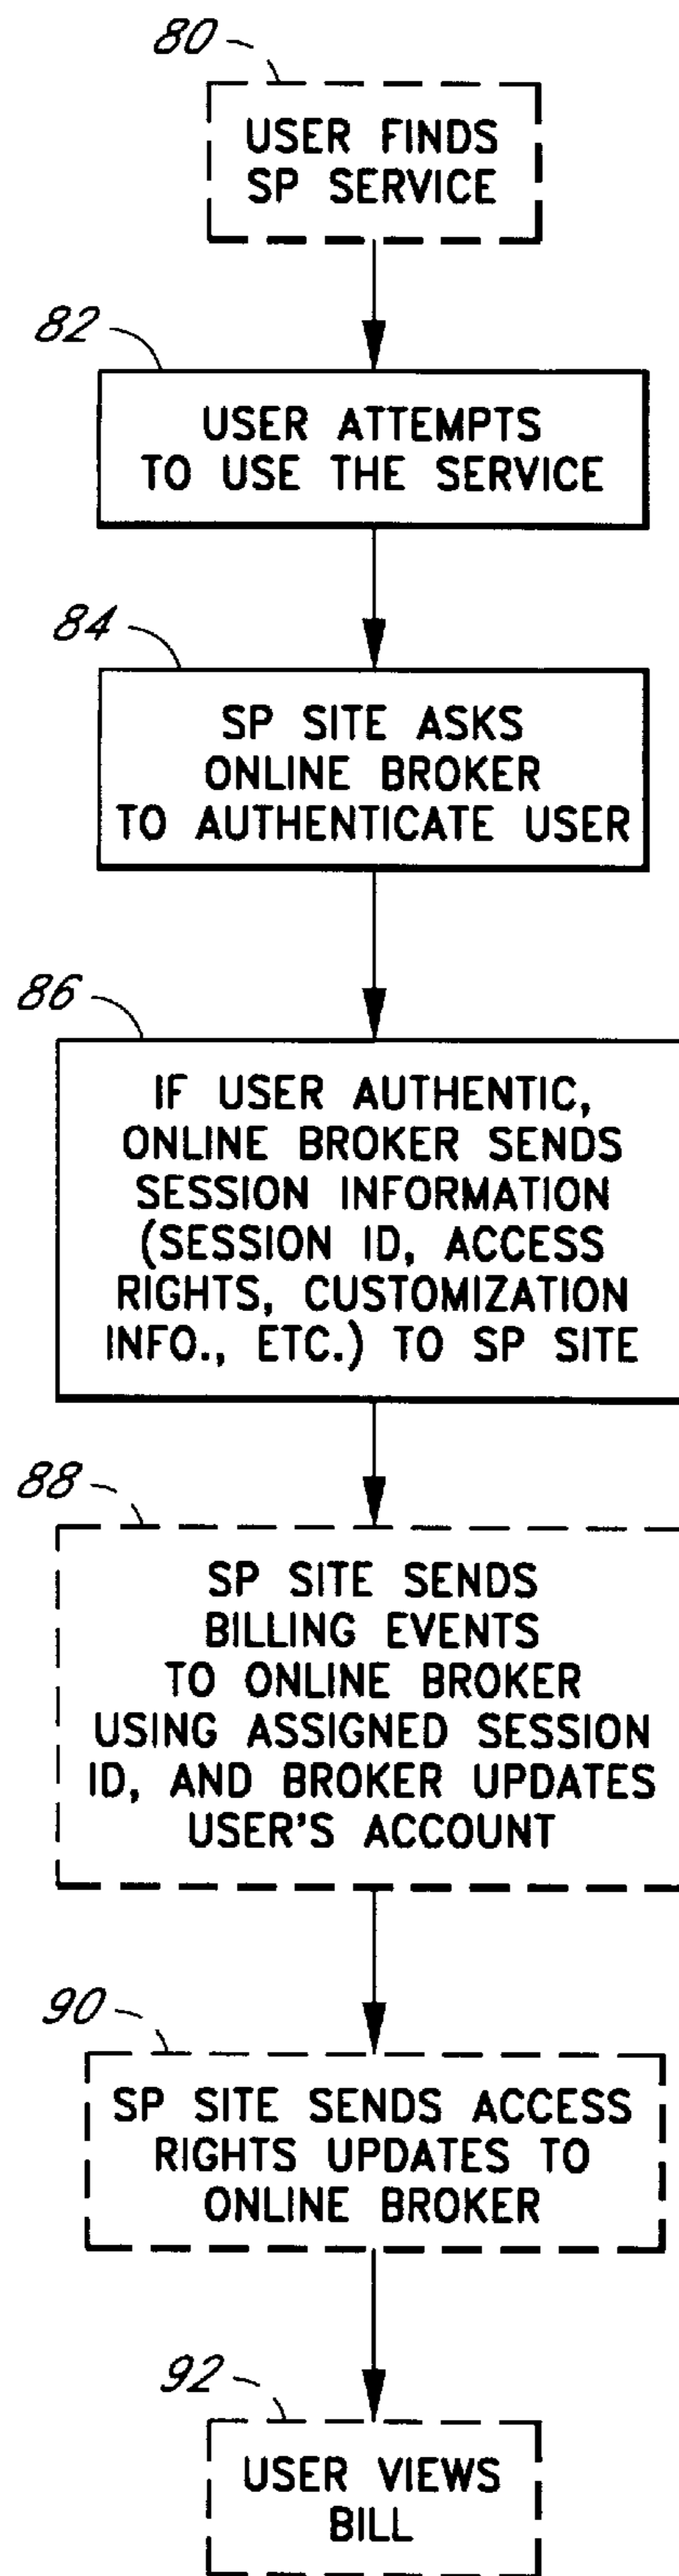 80
USER FINDS
SP SERVICE
82
USER ATTEMPTS
TO USE THE SERVICE
84
SP SITE ASKS
ONLINE BROKER
TO AUTHENTICATE USER
86
IF USER AUTHENTIC,
ONLINE BROKER SENDS
SESSION INFORMATION
(SESSION ID, ACCESS
RIGHTS, CUSTOMIZATION
INFO., ETC.) TO SP SITE
88
SP SITE SENDS
BILLING EVENTS
TO ONLINE BROKER
USING ASSIGNED SESSION
ID, AND BROKER UPDATES
USER'S ACCOUNT
90
SP SITE SENDS ACCESS
RIGHTS UPDATES TO
ONLINE BROKER
92
USER VIEWS
BILL